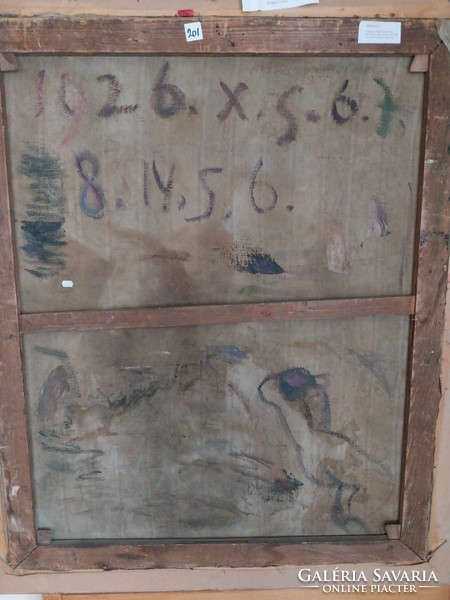 201
1926.X.5.6.7.
8.14.5.6.
GALÉRIA SAVARIA
ONLINE PIACTÉR